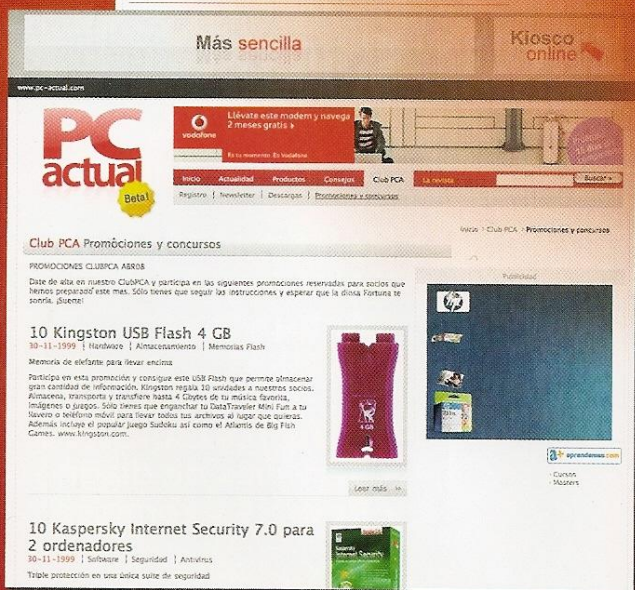 Más sencilla
Kiosco
online
www.pc-actual.com
PC
actual
Beta!
vodafone
Llévate este modem y navega
2 meses gratis
Es tu momento. Es Vodafone
Inicio Actualidad Productos Consejos Club PCA La revista Buscar »
Registro | Newsletter | Descargas | Promociones y concursos
Inicio > Club PCA > Promociones y concursos
Club PCA Promociones y concursos
PROMOCIONES CLUBPCA ABR08
Date de alta en nuestro ClubPCA y participa en las siguientes promociones reservadas para socios que
hemos preparado este mes. Sólo tienes que seguir las instrucciones y esperar que la diosa Fortuna te
sonría. ¡Suerte!
Publicidad
hp
10 Kingston USB Flash 4 GB
30-11-1999 | Hardware | Almacenamiento | Memorias Flash
Memoria de elefante para llevar encima
Participa en esta promoción y consigue este USB Flash que permite almacenar
gran cantidad de información. Kingston regala 10 unidades a nuestros socios.
Almacena, transporta y transfiere hasta 4 Gbytes de tu música favorita,
imágenes o juegos. Sólo tienes que enganchar tu DataTraveler Mini Fun a tu
llavero o teléfono móvil para llevar todos tus archivos al lugar que quieras.
Además incluye el popular juego Sudoku así como el Atlantis de Big Fish
Games. www.kingston.com.
4 GB
Leer más »
a+ aprendemas.com
- Cursos
- Masters
10 Kaspersky Internet Security 7.0 para
2 ordenadores
30-11-1999 | Software | Seguridad | Antivirus
Triple protección en una única suite de seguridad
Kaspersky
Internet Security